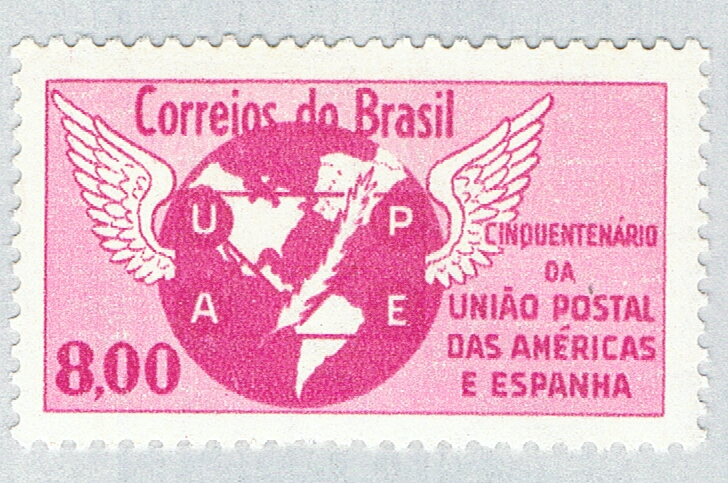 Correios do Brasil
U P
A E
8,00
CINQUENTENÁRIO
DA
UNIÃO POSTAL
DAS AMÉRICAS
E ESPANHA